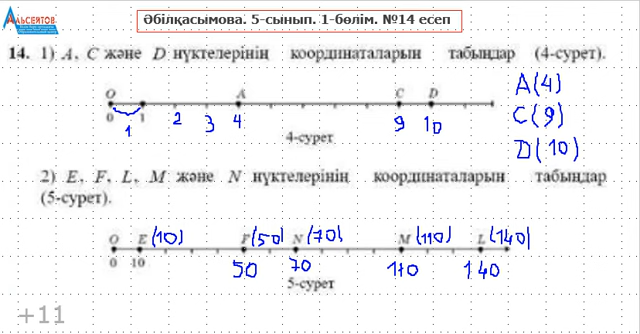 АЛЬСЕИТОВ
Әбілқасымова. 5-сынып. 1-бөлім. №14 есеп
14. 1) A, C және D нүктелерінің координаталарын табыңдар (4-сурет).
A(4)
O A C D
0 1 1 2 3 4 9 10
C(9)
4-сурет
D(10)
2) E, F, L, M және N нүктелерінің координаталарын табыңдар
(5-сурет).
O E(10) F(50) N(70) M(110) L(140)
0 10 50 70 110 140
5-сурет
+11